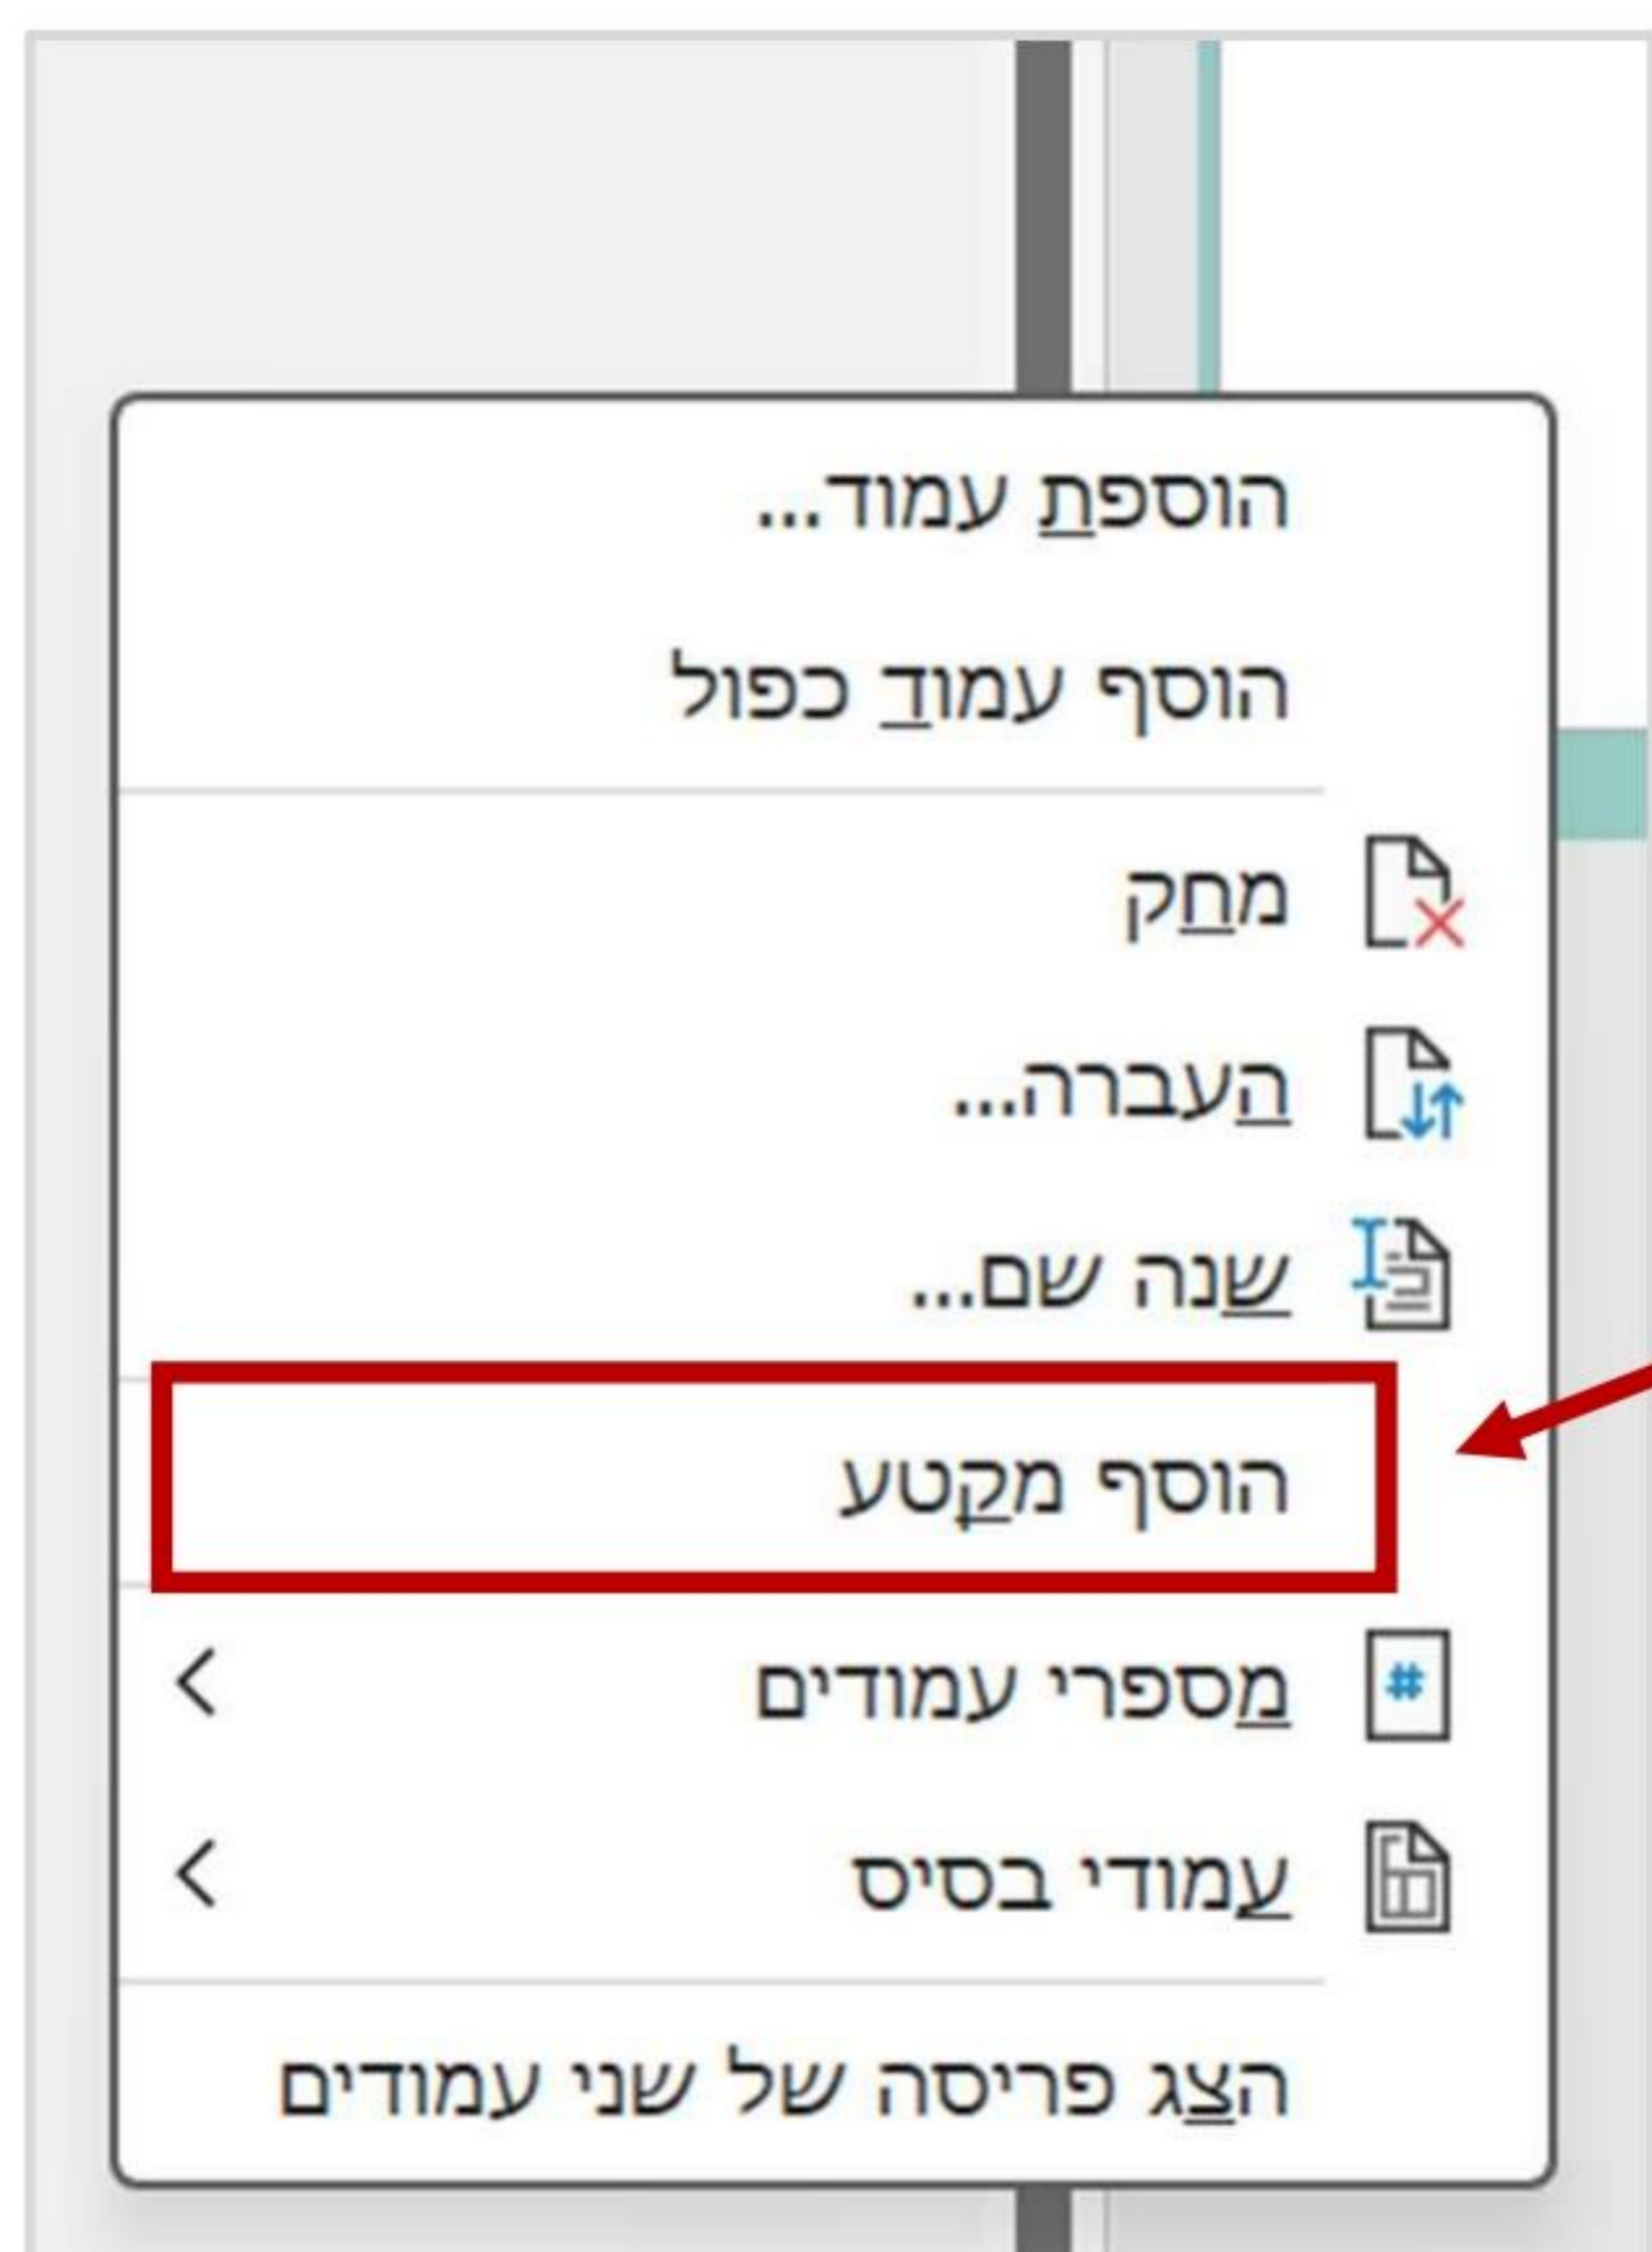 הוספת עמוד...
הוסף עמוד כפול
מחק
העברה...
שנה שם...
הוסף מקטע
מספרי עמודים
עמודי בסיס
הצג פריסה של שני עמודים